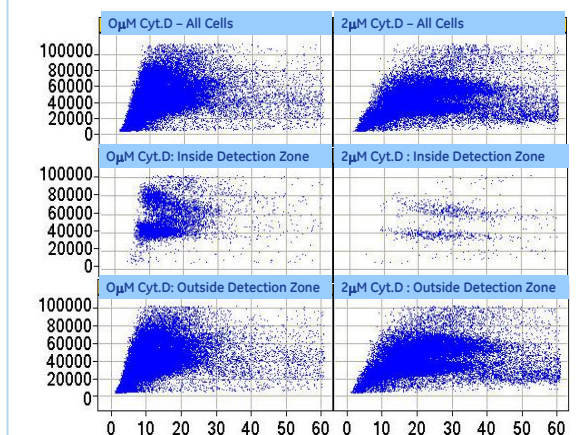 0µM Cyt.D – All Cells
2µM Cyt.D – All Cells
100000
80000
60000
40000
20000
0
0µM Cyt.D: Inside Detection Zone
2µM Cyt.D : Inside Detection Zone
100000
80000
60000
40000
20000
0
0µM Cyt.D: Outside Detection Zone
2µM Cyt.D : Outside Detection Zone
100000
80000
60000
40000
20000
0
0 10 20 30 40 50 60 0 10 20 30 40 50 60